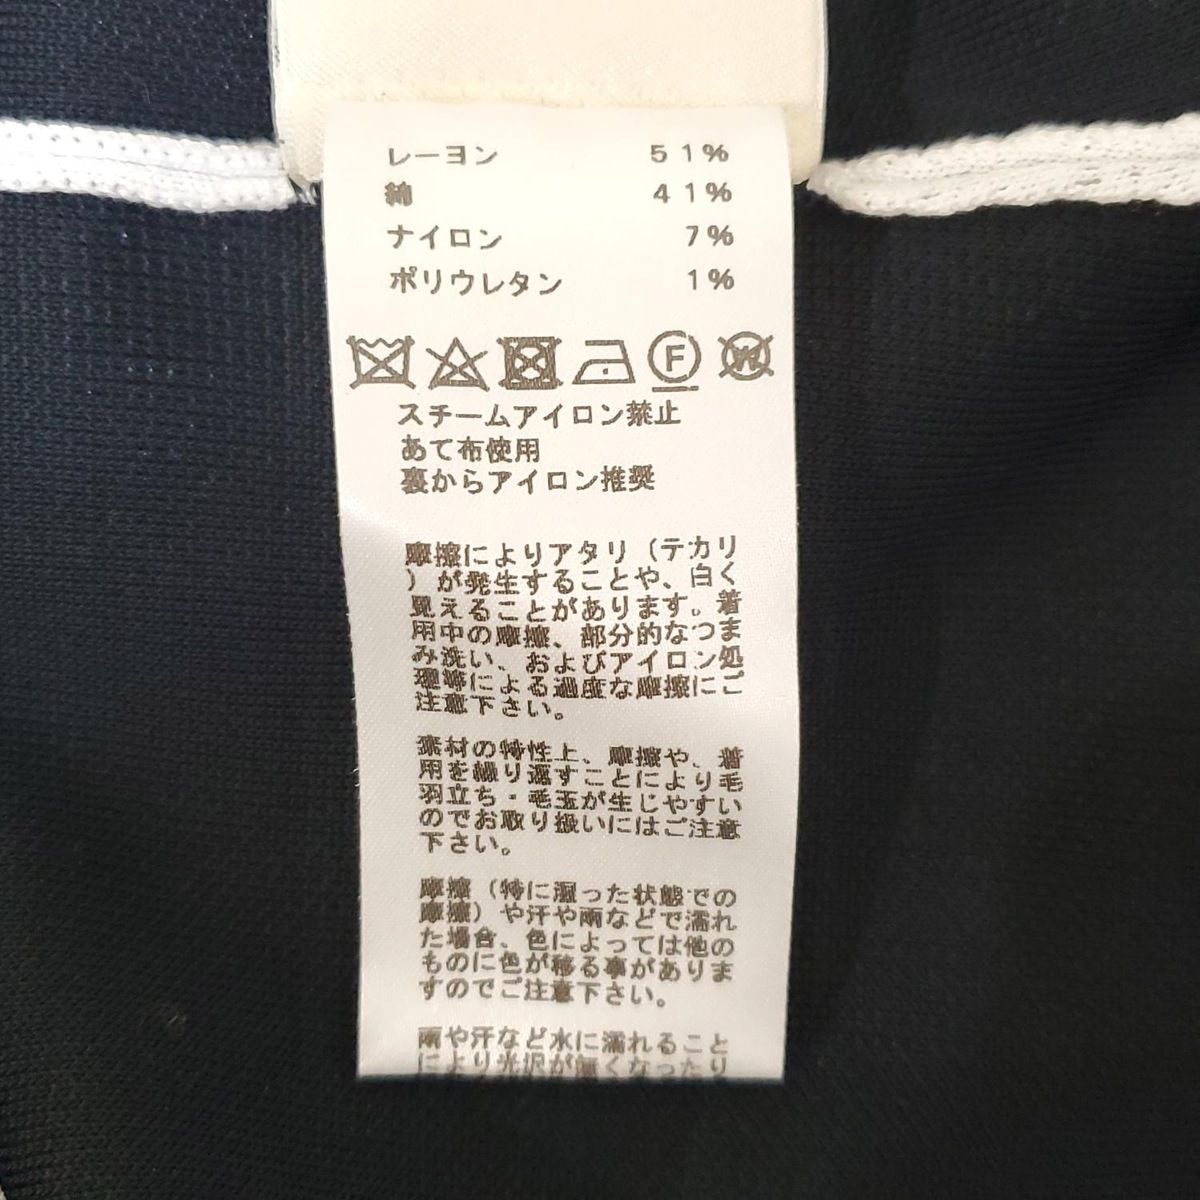 レーヨン 51%
綿 41%
ナイロン 7%
ポリウレタン 1%
F
W
スチームアイロン禁止
あて布使用
裏からアイロン推奨
摩擦によりアタリ(テカリ
)が発生することや、白く
見えることがあります。着
用中の摩擦、部分的なつま
み洗い、およびアイロン処
理等による過度な摩擦にご
注意下さい。
素材の特性上、摩擦や、着
用を繰り返すことにより毛
羽立ち・毛玉が生じやすい
のでお取り扱いにはご注意
下さい。
摩擦(特に湿った状態での
摩擦)や汗や雨などで濡れ
た場合、色によっては他の
ものに色が移る事がありま
すのでご注意下さい。
雨や汗など水に濡れること
により光沢が無くなったり